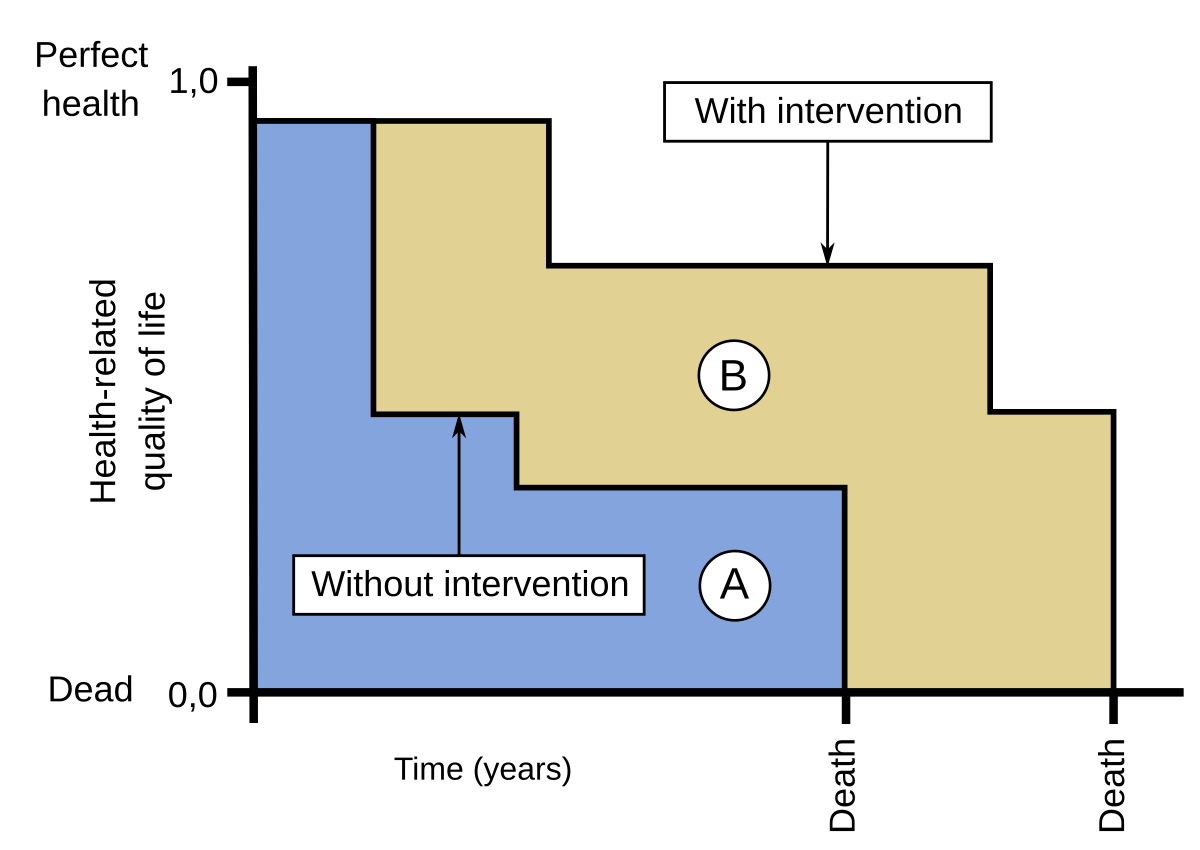 Perfect
health
1,0
With intervention
Health-related
quality of life
B
Without intervention
A
Dead
0,0
Time (years)
Death
Death